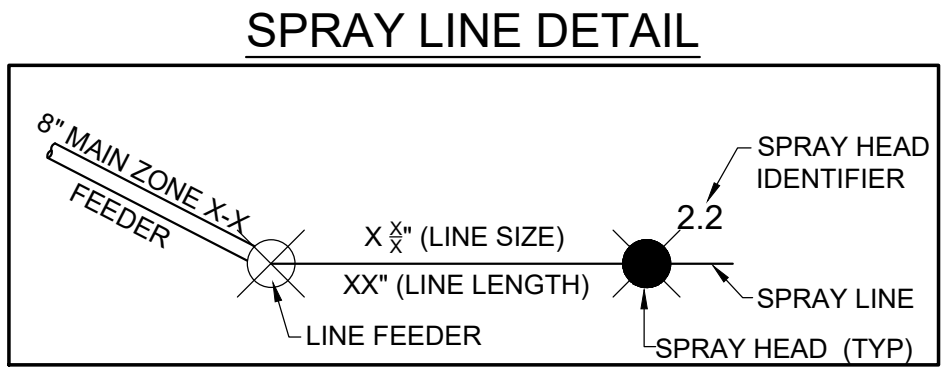 SPRAY LINE DETAIL
8" MAIN ZONE X-X
FEEDER
X X/X" (LINE SIZE)
XX" (LINE LENGTH)
LINE FEEDER
SPRAY HEAD
IDENTIFIER
2.2
SPRAY LINE
SPRAY HEAD (TYP)